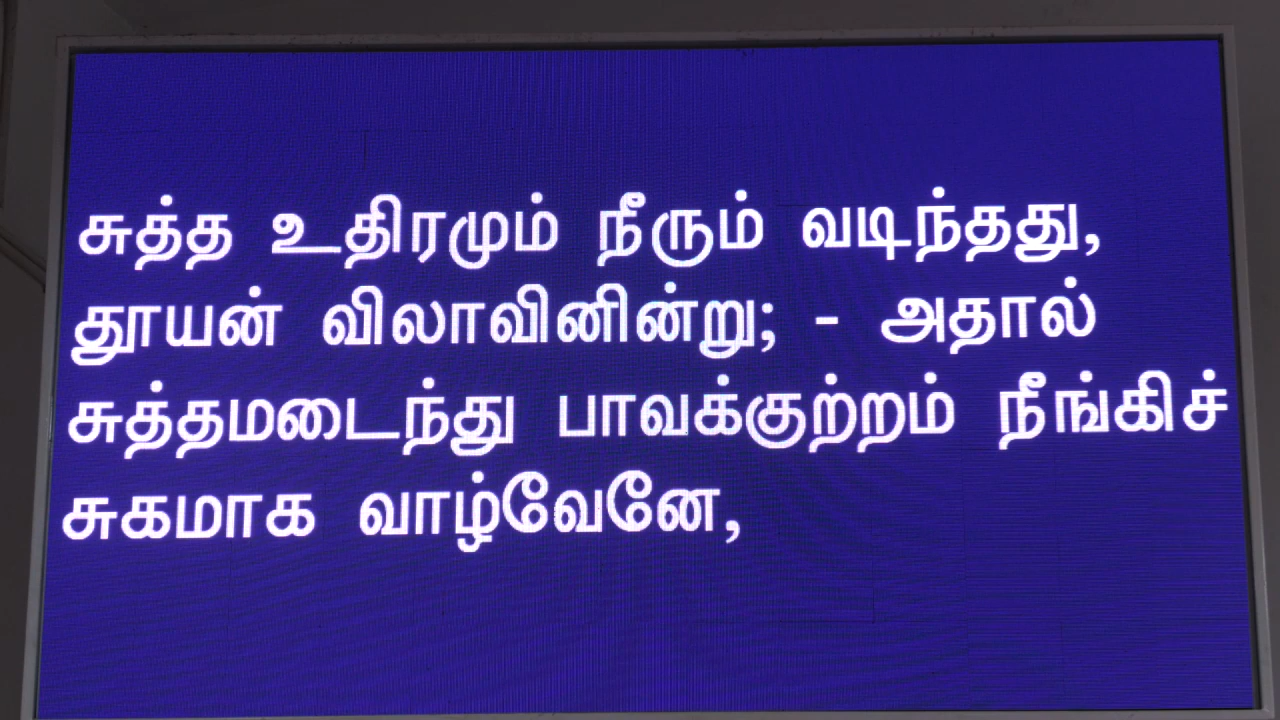 சுத்த உதிரமும் நீரும் வடிந்தது,
தூயன் விலாவினின்று; - அதால்
சுத்தமடைந்து பாவக்குற்றம் நீங்கிச்
சுகமாக வாழ்வேனே,